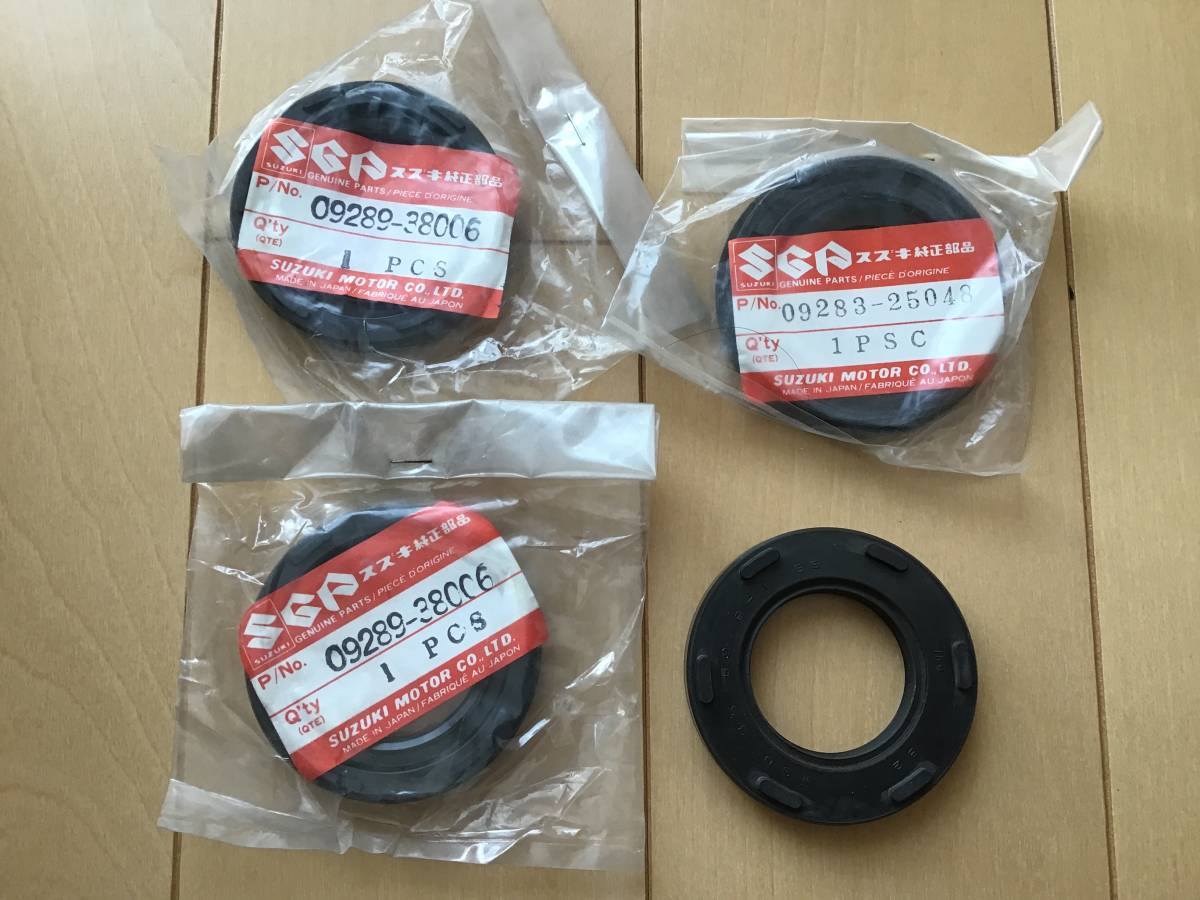 SGP スズキ純正部品
SUZUKI GENUINE PARTS/PIECE D'ORIGINE
P/No. 09289-38006
Q'ty (QTE) 1 PCS
SUZUKI MOTOR CO.,LTD.
MADE IN JAPAN/FABRIQUÉ AU JAPON
SGP スズキ純正部品
SUZUKI GENUINE PARTS/PIECE D'ORIGINE
P/No. 09283-25048
Q'ty (QTE) 1PSC
SUZUKI MOTOR CO.,LTD.
MADE IN JAPAN/FABRIQUÉ AU JAPON
SGP スズキ純正部品
SUZUKI GENUINE PARTS/PIECE D'ORIGINE
P/No. 09289-38006
Q'ty (QTE) 1 PCS
SUZUKI MOTOR CO.,LTD.
MADE IN JAPAN/FABRIQUÉ AU JAPON